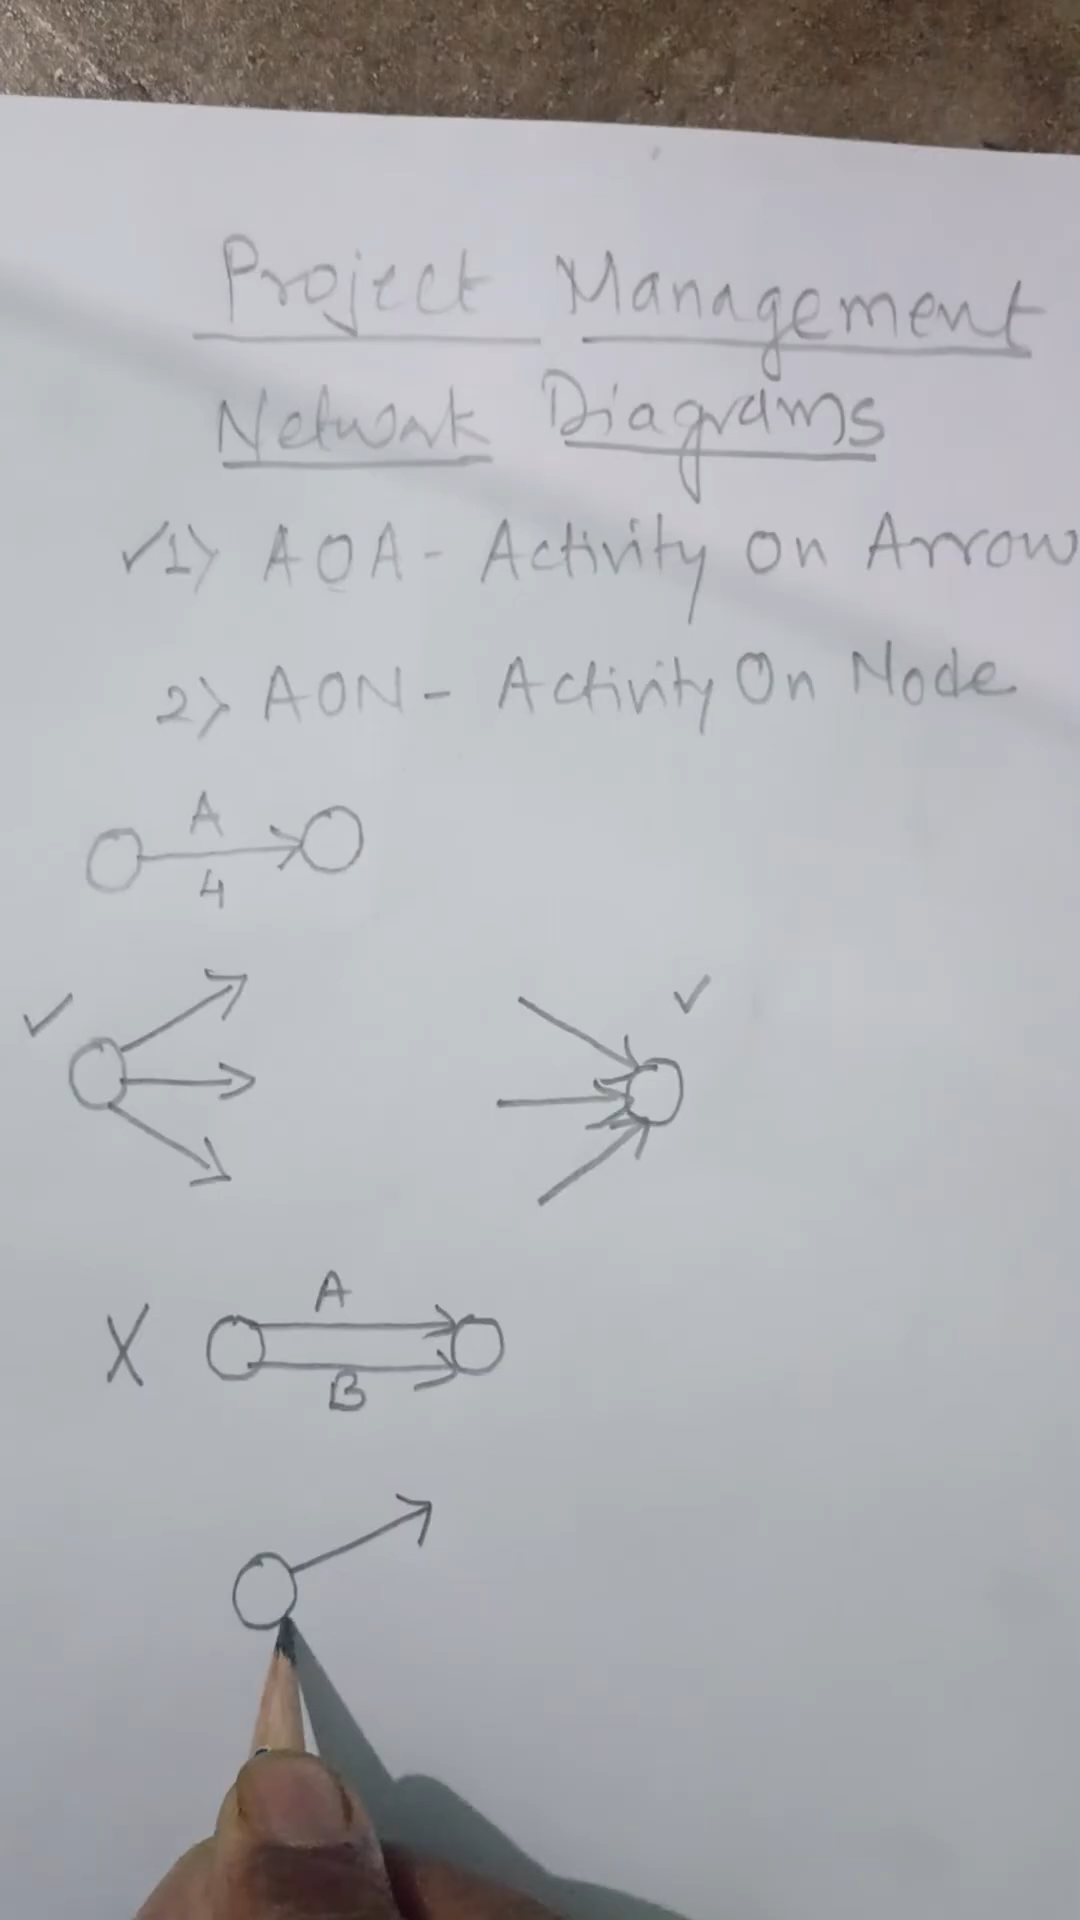 Project Management
Network Diagrams
✓1) AOA - Activity On Arrow
2) AON - Activity On Node
A
4
✓ ✓
A
X
B